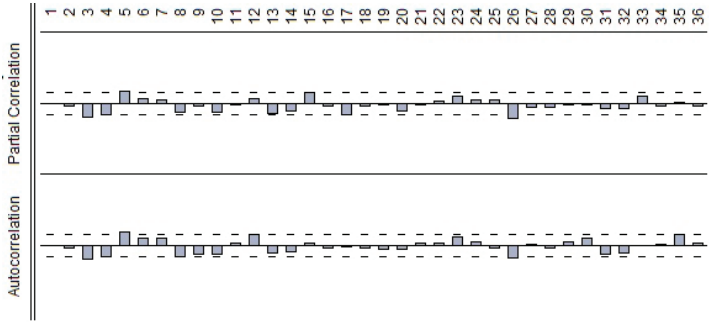 1 2 3 4 5 6 7 8 9 10 11 12 13 14 15 16 17 18 19 20 21 22 23 24 25 26 27 28 29 30 31 32 33 34 35 36
Partial Correlation
Autocorrelation